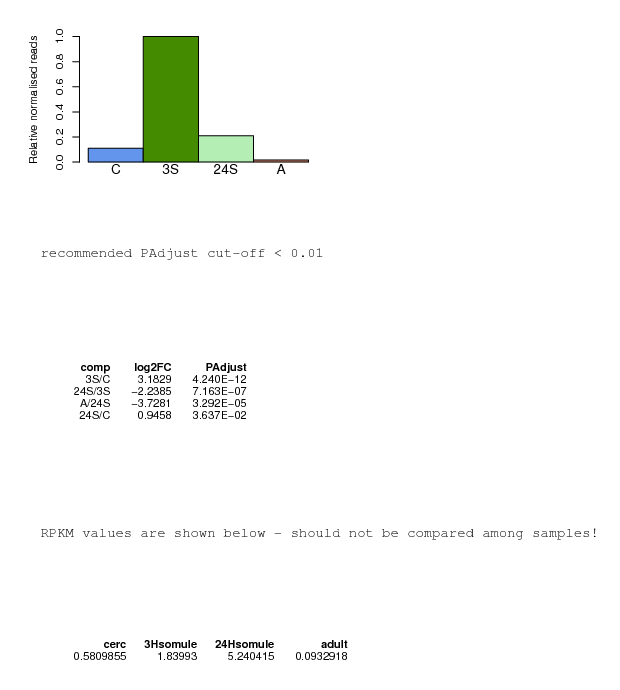 Relative normalised reads
1.0
0.8
0.6
0.4
0.2
0.0
C 3S 24S A
recommended PAdjust cut-off < 0.01
comp log2FC PAdjust
3S/C 3.1829 4.240E-12
24S/3S -2.2385 7.163E-07
A/24S -3.7281 3.292E-05
24S/C 0.9458 3.637E-02
RPKM values are shown below - should not be compared among samples!
cerc 3Hsomule 24Hsomule adult
0.5809855 1.83993 5.240415 0.0932918